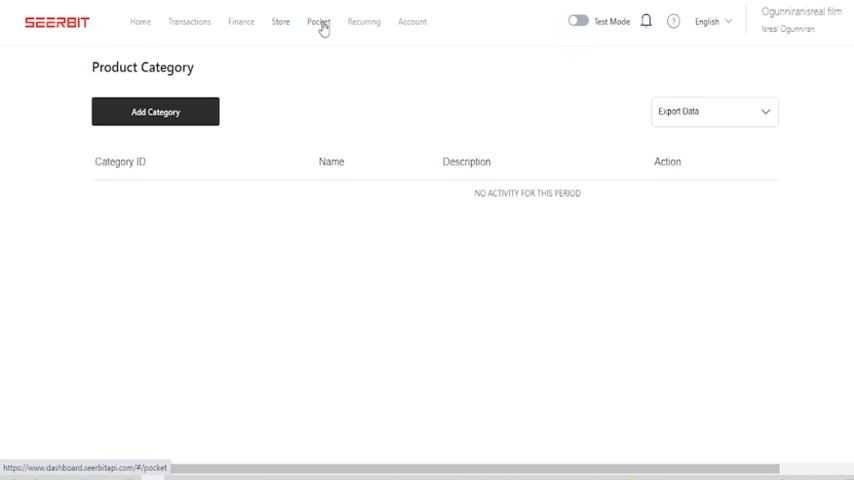 SEERBIT Home Transactions Finance Store Pocket Recurring Account Test Mode ? English Ogunniranisreal film
Isreal Ogunniran
Product Category
Add Category Export Data
Category ID Name Description Action
NO ACTIVITY FOR THIS PERIOD
https://www.dashboard.seerbitapi.com/#/pocket